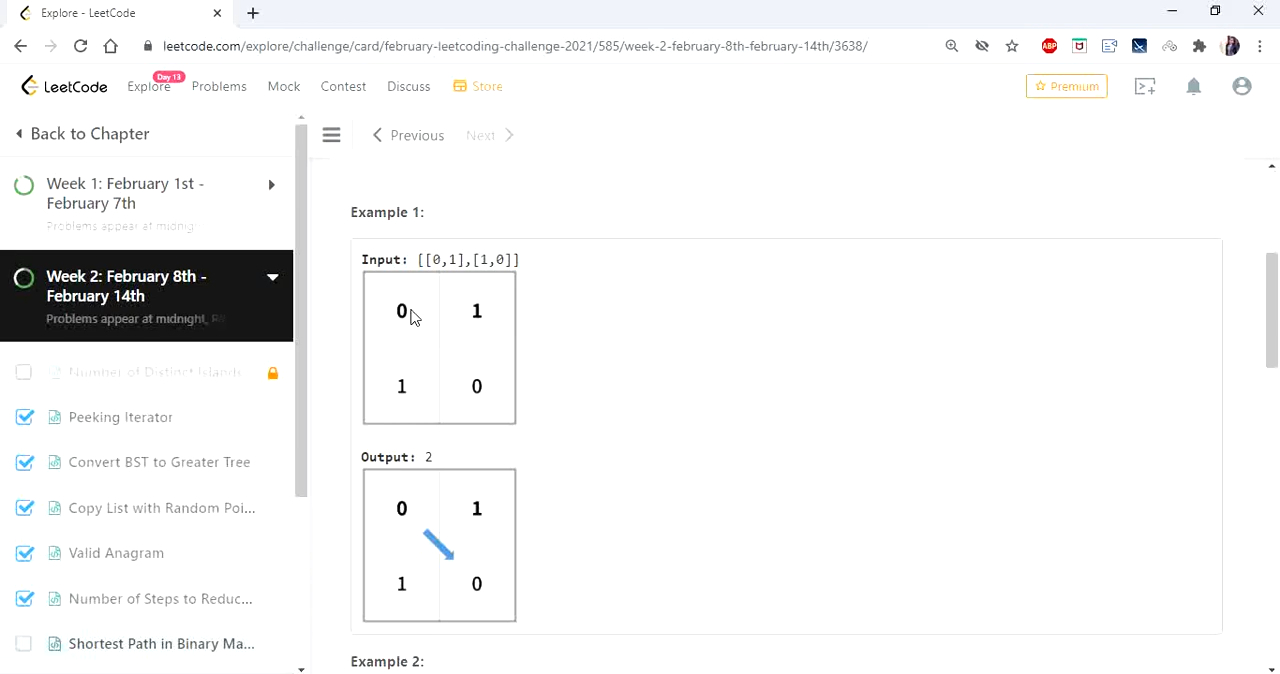 Explore - LeetCode
leetcode.com/explore/challenge/card/february-leetcoding-challenge-2021/585/week-2-february-8th-february-14th/3638/
ABP
LeetCode Explore Day 13 Problems Mock Contest Discuss Store Premium
Back to Chapter
Previous Next
Week 1: February 1st -
February 7th
Problems appear at midnig
Week 2: February 8th -
February 14th
Problems appear at midnight,
Number of Distinct Islands
Peeking Iterator
Convert BST to Greater Tree
Copy List with Random Poi...
Valid Anagram
Number of Steps to Reduc...
Shortest Path in Binary Ma...
Example 1:
Input: [[0,1],[1,0]]
0 1
1 0
Output: 2
0 1
1 0
Example 2: